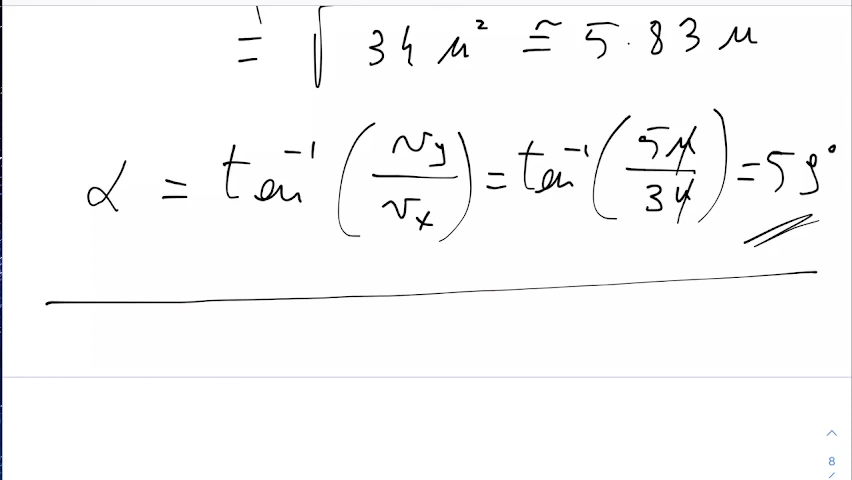 = √34 u² ≅ 5.83 u
α = tan⁻¹ (vy/vx) = tan⁻¹ (5u/3u) = 59°
8